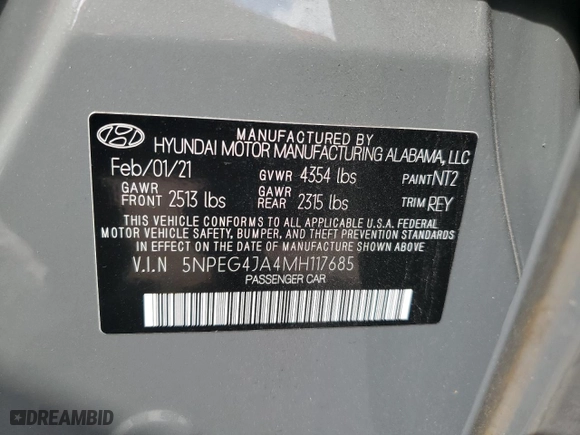 MANUFACTURED BY
HYUNDAI MOTOR MANUFACTURING ALABAMA, LLC
Feb/01/21 GVWR 4354 lbs PAINT NT2
GAWR FRONT 2513 lbs GAWR REAR 2315 lbs TRIM REY
THIS VEHICLE CONFORMS TO ALL APPLICABLE U.S.A. FEDERAL
MOTOR VEHICLE SAFETY, BUMPER, AND THEFT PREVENTION STANDARDS
IN EFFECT ON THE DATE OF MANUFACTURE SHOWN ABOVE.
V.I.N 5NPEG4JA4MH117685
PASSENGER CAR
DREAMBID